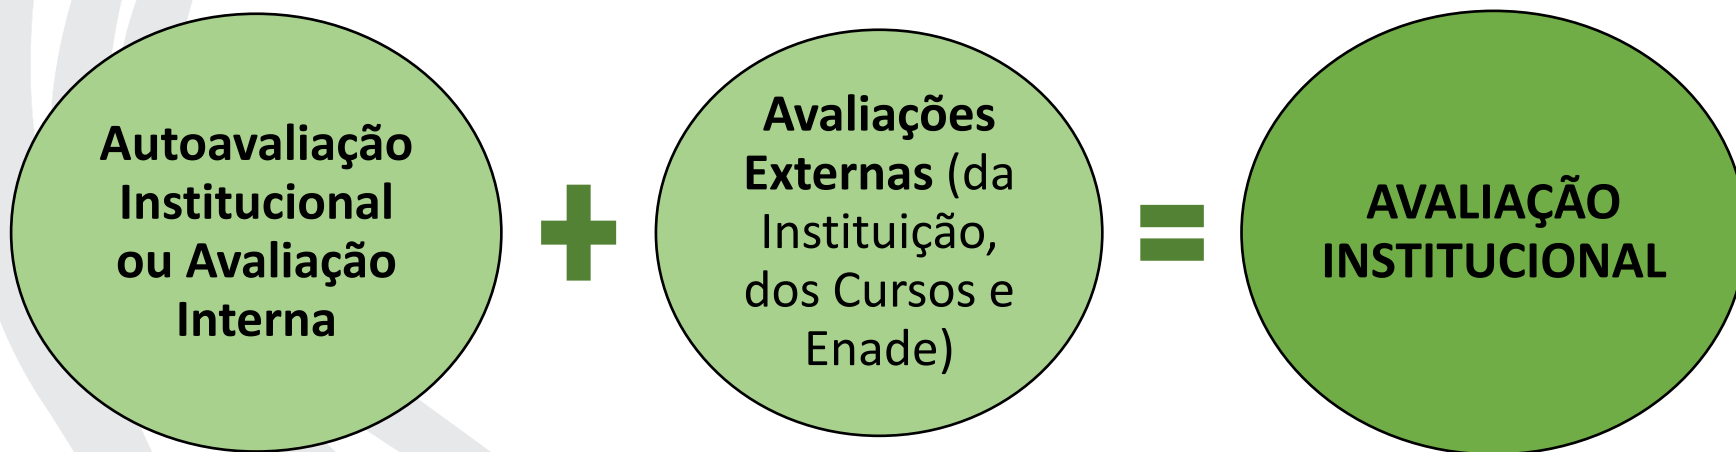 Autoavaliação
Institucional
ou Avaliação
Interna
Avaliações
Externas (da
Instituição,
dos Cursos e
Enade)
AVALIAÇÃO
INSTITUCIONAL